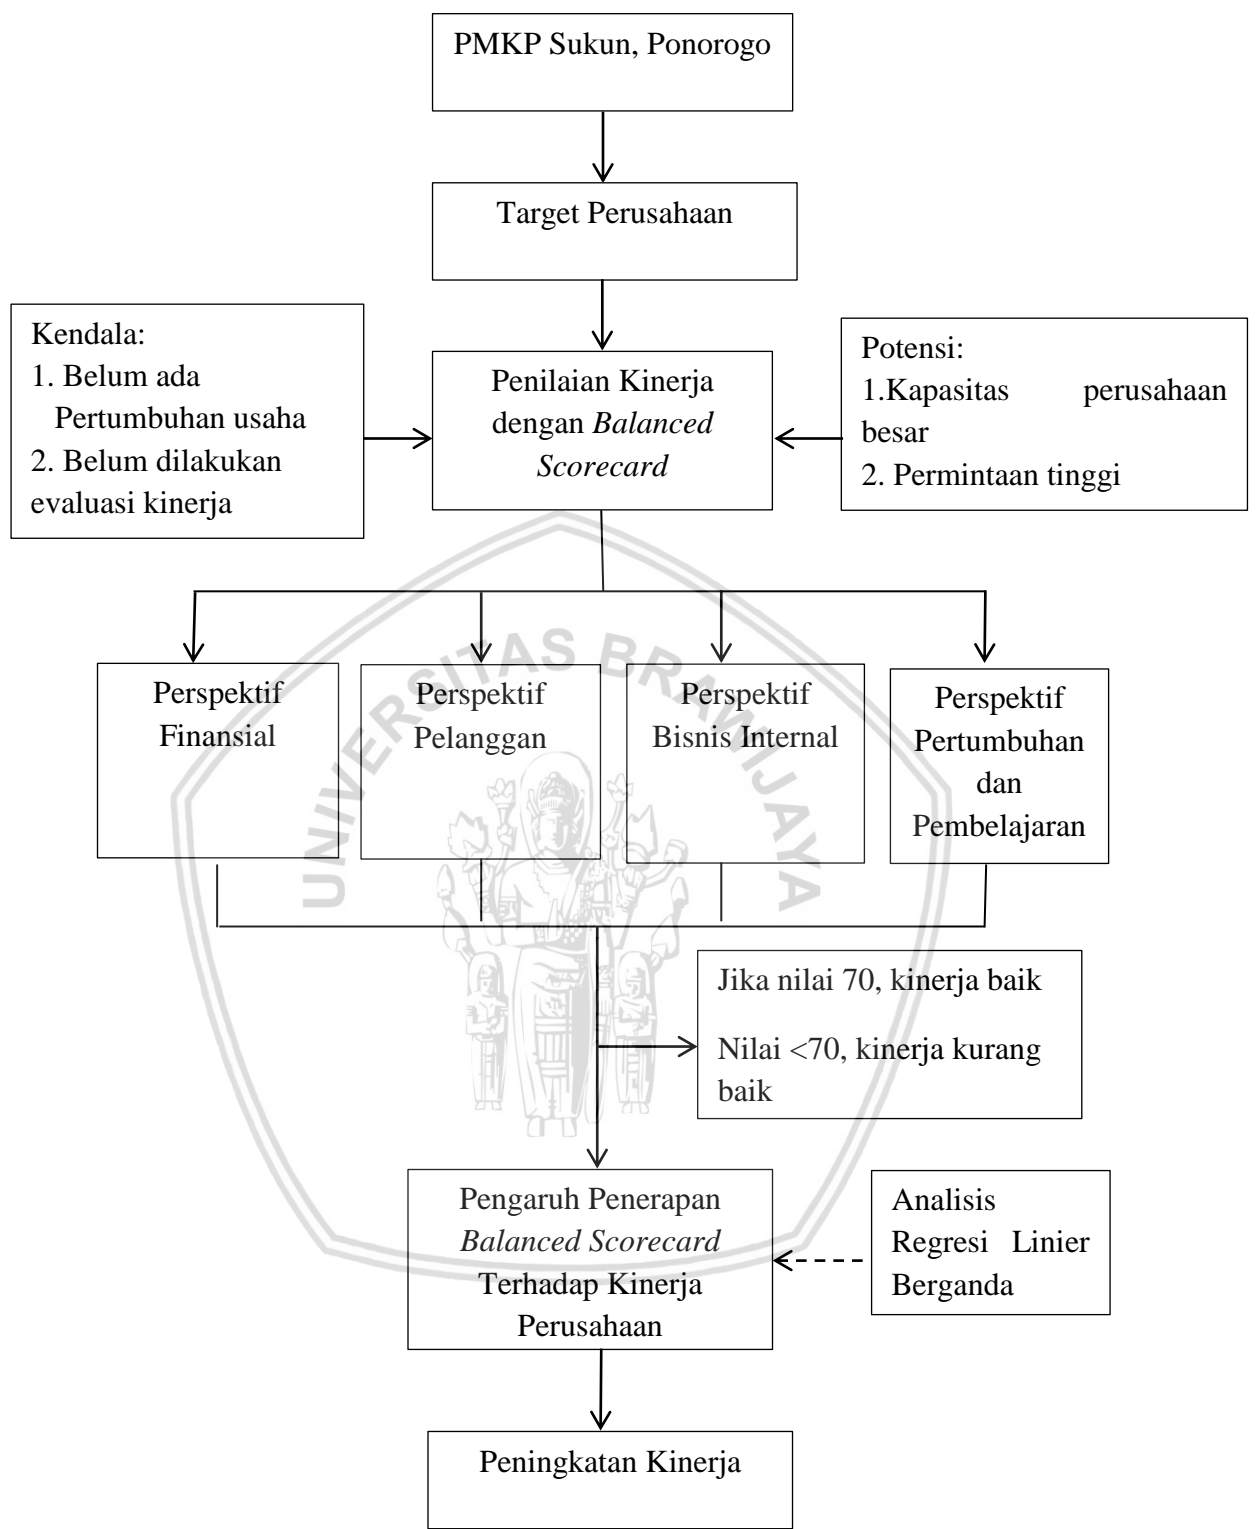 PMKP Sukun, Ponorogo
Target Perusahaan
Kendala:
1. Belum ada
Pertumbuhan usaha
2. Belum dilakukan
evaluasi kinerja
Penilaian Kinerja
dengan Balanced
Scorecard
Potensi:
1.Kapasitas perusahaan
besar
2. Permintaan tinggi
UNIVERSITAS BRAWIJAYA
Perspektif
Finansial
Perspektif
Pelanggan
Perspektif
Bisnis Internal
Perspektif
Pertumbuhan
dan
Pembelajaran
Jika nilai 70, kinerja baik
Nilai <70, kinerja kurang
baik
Pengaruh Penerapan
Balanced Scorecard
Terhadap Kinerja
Perusahaan
Analisis
Regresi Linier
Berganda
Peningkatan Kinerja